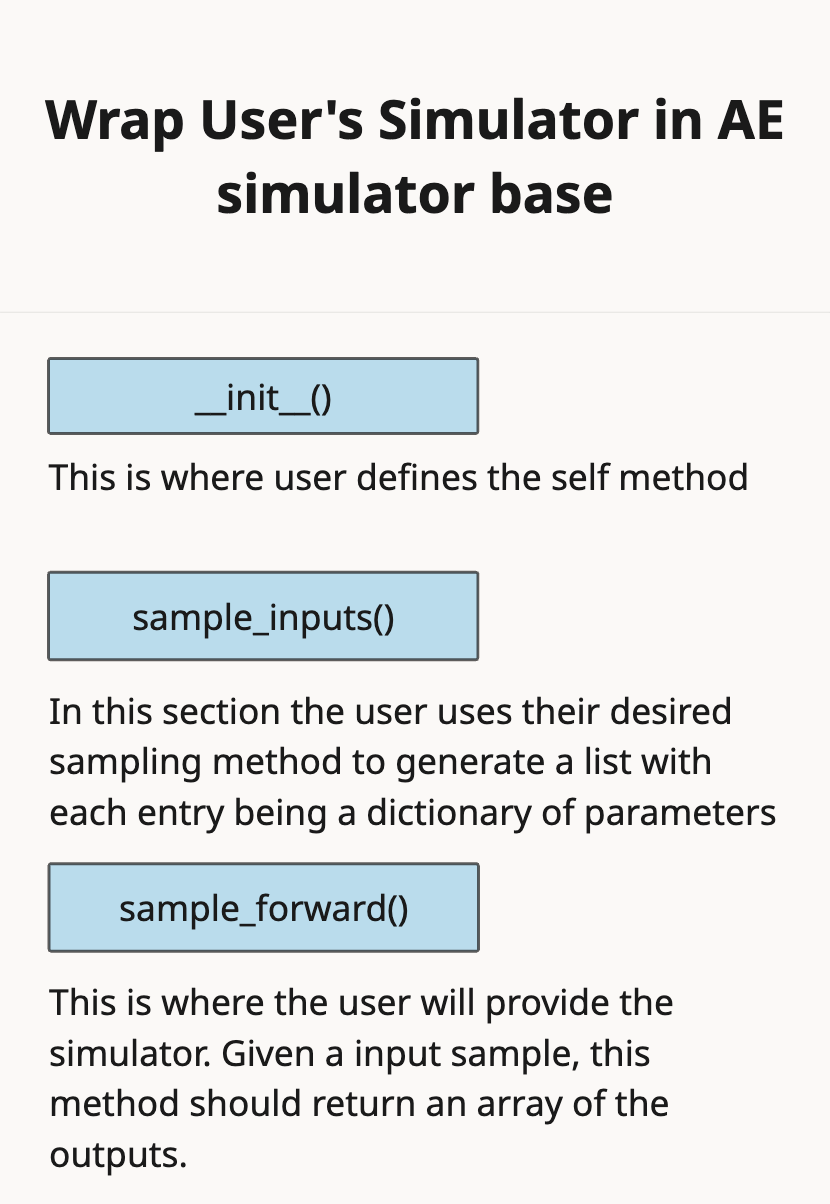 Wrap User's Simulator in AE
simulator base
__init__()
This is where user defines the self method
sample_inputs()
In this section the user uses their desired
sampling method to generate a list with
each entry being a dictionary of parameters
sample_forward()
This is where the user will provide the
simulator. Given a input sample, this
method should return an array of the
outputs.